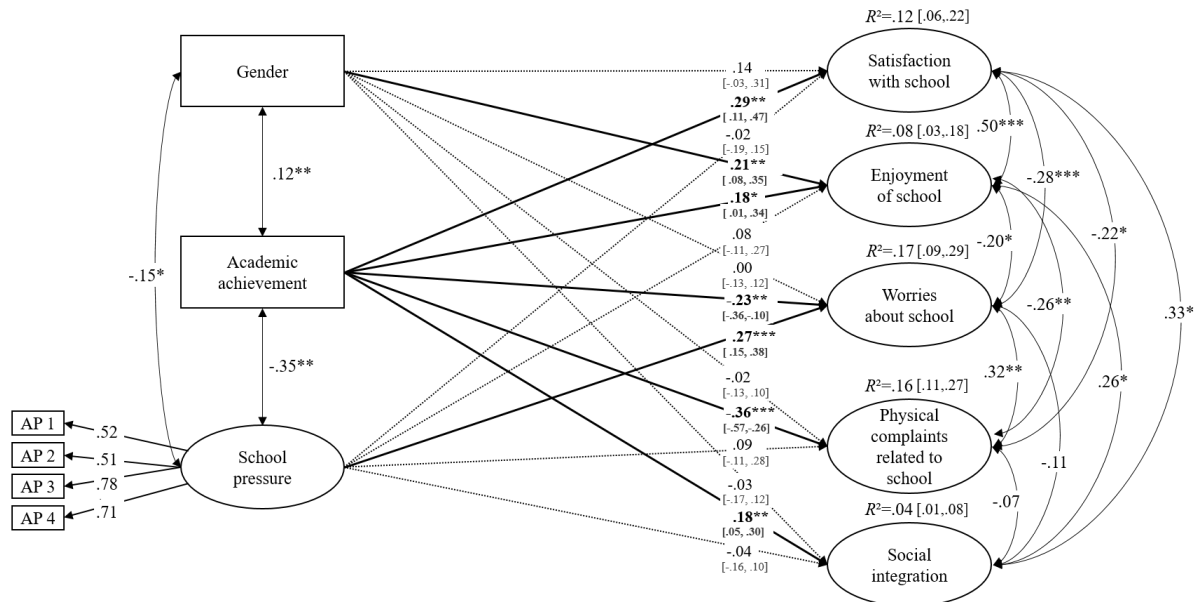 R²=.12 [.06,.22]
Gender
Satisfaction
with school
.14
[-.03, .31]
.29**
[.11, .47]
-.02
[-.19, .15]
R²=.08 [.03,.18]
.50***
.12**
.21**
[.08, .35]
Enjoyment
of school
-.28***
.18*
[.01, .34]
.08
[-.11, .27]
-.20*
-.22*
Academic
achievement
-.15*
R²=.17 [.09,.29]
.00
[-.13, .12]
-.23**
[-.36,-.10]
Worries
about school
-.26**
.33*
.27***
[.15, .38]
-.35**
-.02
[-.13, .10]
.32**
.26*
R²=.16 [.11,.27]
-.36***
[-.57,-.26]
Physical
complaints
related to
school
.09
[-.11, .28]
AP 1
.52
AP 2
.51
AP 3
.78
AP 4
.71
School
pressure
-.11
-.03
[-.17, .12]
-.07
R²=.04 [.01,.08]
.18**
[.05, .30]
-.04
[-.16, .10]
Social
integration